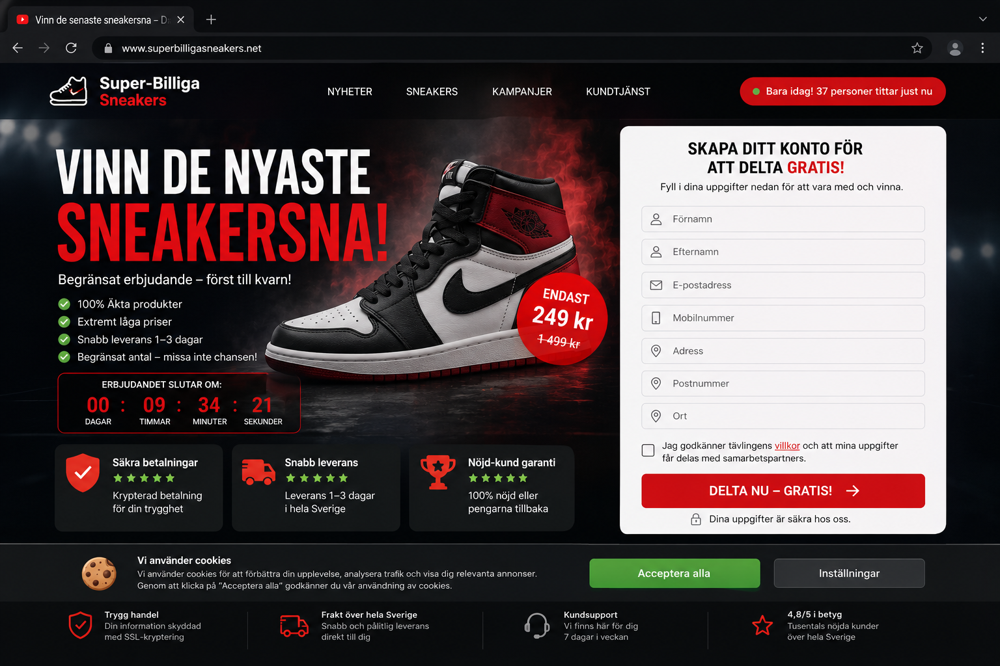 Vinn de senaste sneakersna – D
www.superbilligasneakers.net
Super-Billiga
Sneakers
NYHETER
SNEAKERS
KAMPANJER
KUNDTJÄNST
Bara idag! 37 personer tittar just nu
VINN DE NYASTE
SNEAKERSNA!
Begränsat erbjudande – först till kvarn!
100% Äkta produkter
Extremt låga priser
Snabb leverans 1–3 dagar
Begränsat antal – missa inte chansen!
ENDAST
249 kr
1 499 kr
ERBJUDANDET SLUTAR OM:
00 : 09 : 34 : 21
DAGAR TIMMAR MINUTER SEKUNDER
Säkra betalningar
Krypterad betalning
för din trygghet
Snabb leverans
Leverans 1–3 dagar
i hela Sverige
Nöjd-kund garanti
100% nöjd eller
pengarna tillbaka
SKAPA DITT KONTO FÖR
ATT DELTA GRATIS!
Fyll i dina uppgifter nedan för att vara med och vinna.
Förnamn
Efternamn
E-postadress
Mobilnummer
Adress
Postnummer
Ort
Jag godkänner tävlingens villkor och att mina uppgifter
får delas med samarbetspartners.
DELTA NU – GRATIS!
Dina uppgifter är säkra hos oss.
Vi använder cookies
Vi använder cookies för att förbättra din upplevelse, analysera trafik och visa dig relevanta annonser.
Genom att klicka på "Acceptera alla" godkänner du vår användning av cookies.
Acceptera alla
Inställningar
Trygg handel
Din information skyddad
med SSL-kryptering
Frakt över hela Sverige
Snabb och pålitlig leverans
direkt till dig
Kundsupport
Vi finns här för dig
7 dagar i veckan
4,8/5 i betyg
Tusentals nöjda kunder
över hela Sverige